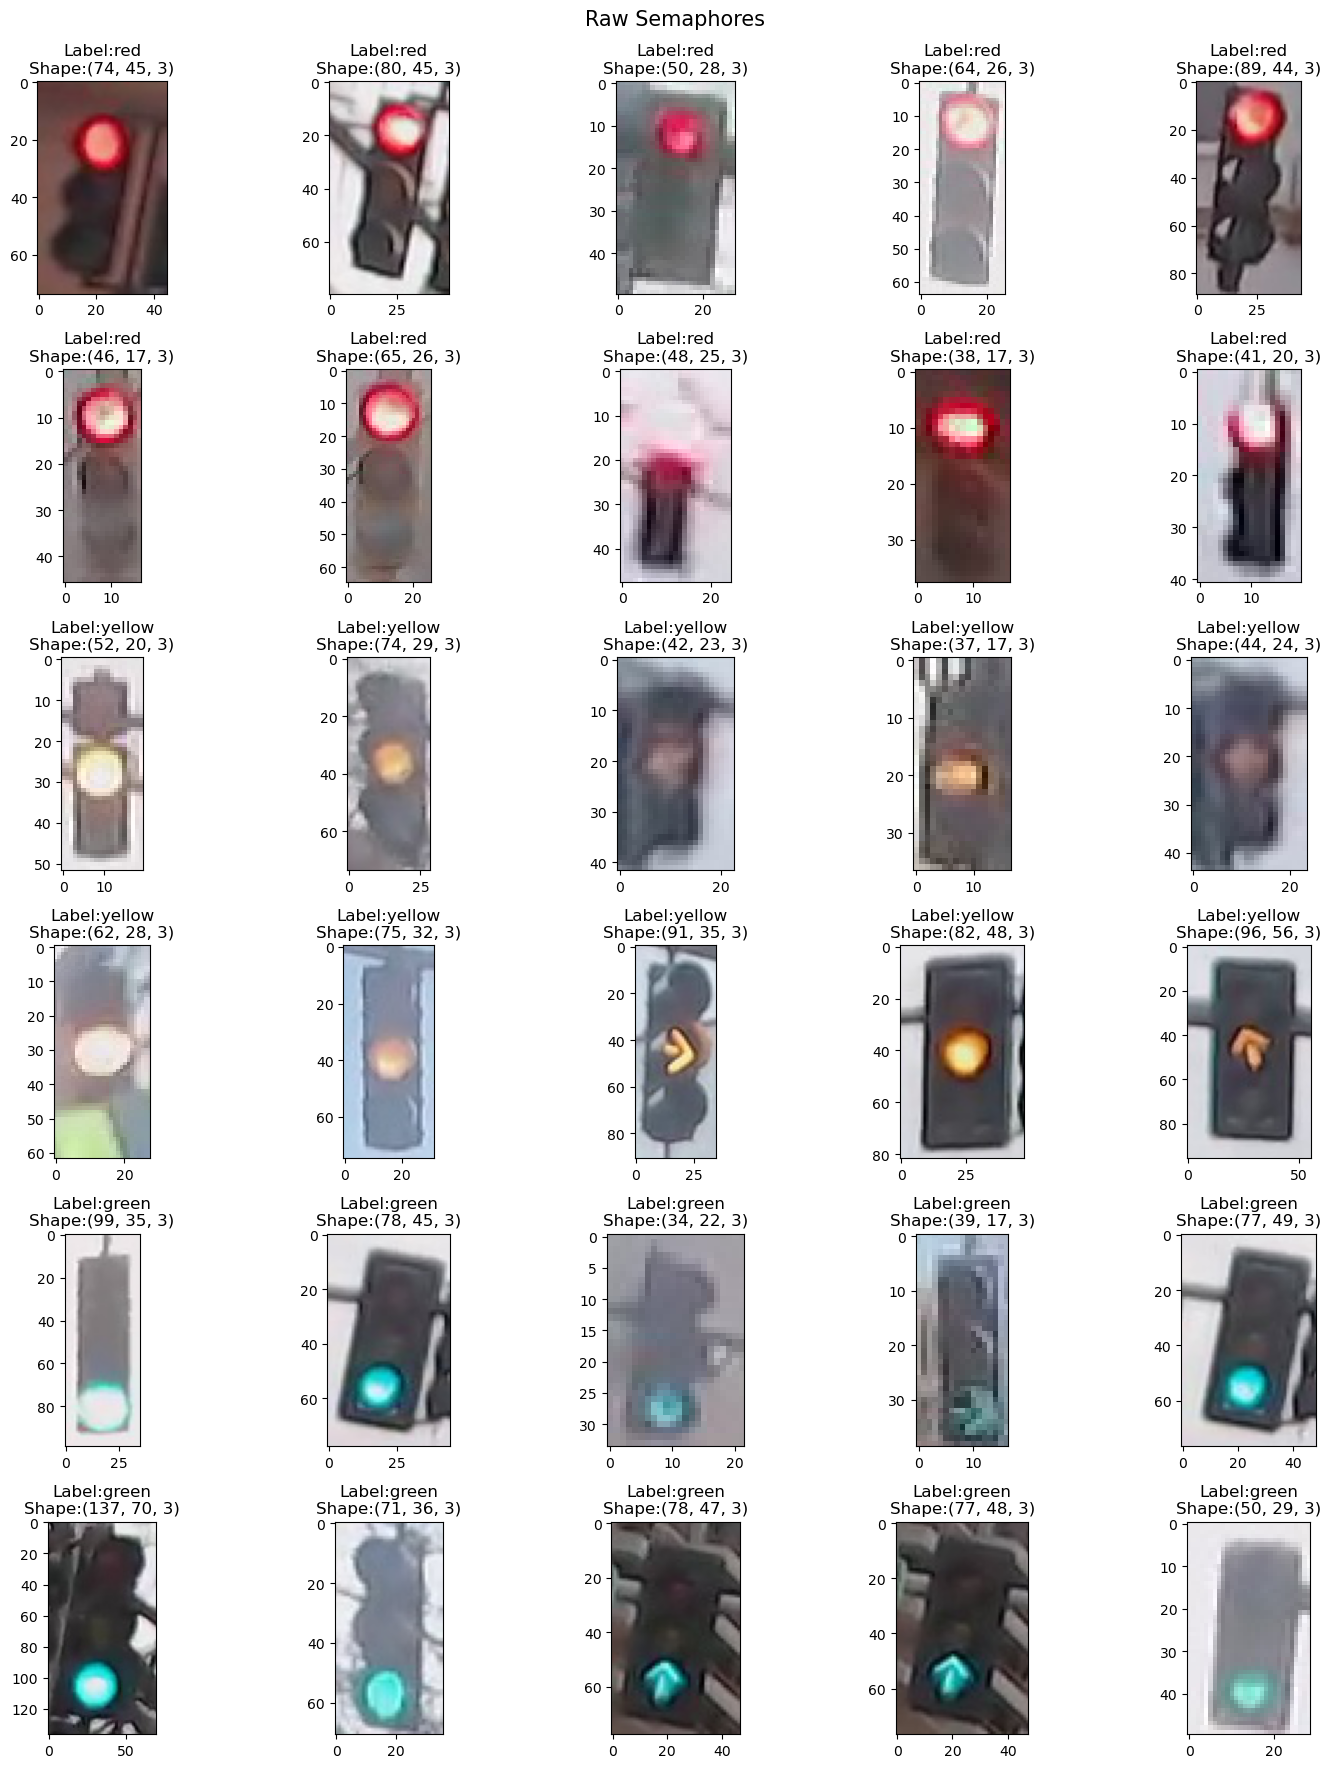 Raw Semaphores
Label:red
Shape:(74, 45, 3)
0
20
40
60
0 20 40
Label:red
Shape:(80, 45, 3)
0
20
40
60
0 25
Label:red
Shape:(50, 28, 3)
0
10
20
30
40
0 20
Label:red
Shape:(64, 26, 3)
0
10
20
30
40
50
60
0 20
Label:red
Shape:(89, 44, 3)
0
20
40
60
80
0 25
Label:red
Shape:(46, 17, 3)
0
10
20
30
40
0 10
Label:red
Shape:(65, 26, 3)
0
10
20
30
40
50
60
0 20
Label:red
Shape:(48, 25, 3)
0
10
20
30
40
0 20
Label:red
Shape:(38, 17, 3)
0
10
20
30
0 10
Label:red
Shape:(41, 20, 3)
0
10
20
30
40
0 10
Label:yellow
Shape:(52, 20, 3)
0
10
20
30
40
50
0 10
Label:yellow
Shape:(74, 29, 3)
0
20
40
60
0 25
Label:yellow
Shape:(42, 23, 3)
0
10
20
30
40
0 20
Label:yellow
Shape:(37, 17, 3)
0
10
20
30
0 10
Label:yellow
Shape:(44, 24, 3)
0
10
20
30
40
0 20
Label:yellow
Shape:(62, 28, 3)
0
10
20
30
40
50
60
0 20
Label:yellow
Shape:(75, 32, 3)
0
20
40
60
0 20
Label:yellow
Shape:(91, 35, 3)
0
20
40
60
80
0 25
Label:yellow
Shape:(82, 48, 3)
0
20
40
60
80
0 25
Label:yellow
Shape:(96, 56, 3)
0
20
40
60
80
0 50
Label:green
Shape:(99, 35, 3)
0
20
40
60
80
0 25
Label:green
Shape:(78, 45, 3)
0
20
40
60
0 25
Label:green
Shape:(34, 22, 3)
0
5
10
15
20
25
30
0 10 20
Label:green
Shape:(39, 17, 3)
0
10
20
30
0 10
Label:green
Shape:(77, 49, 3)
0
20
40
60
0 20 40
Label:green
Shape:(137, 70, 3)
0
20
40
60
80
100
120
0 50
Label:green
Shape:(71, 36, 3)
0
20
40
60
0 20
Label:green
Shape:(78, 47, 3)
0
20
40
60
0 20 40
Label:green
Shape:(77, 48, 3)
0
20
40
60
0 20 40
Label:green
Shape:(50, 29, 3)
0
10
20
30
40
0 20